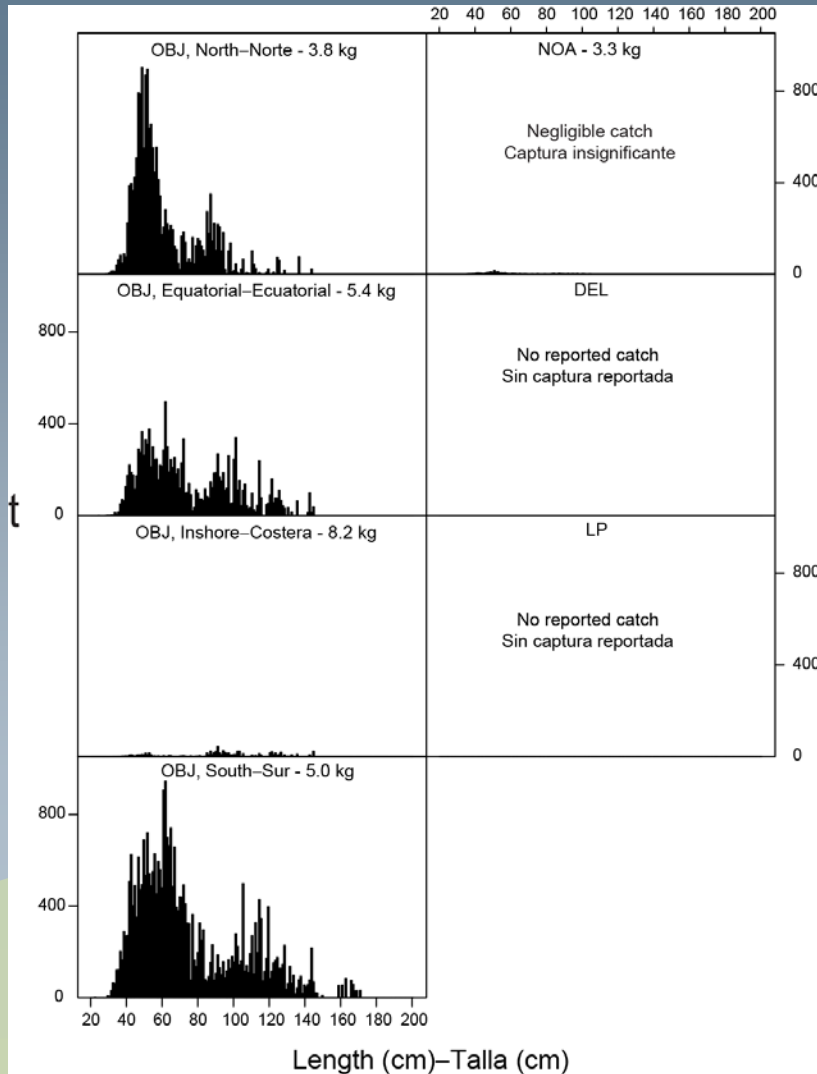 20 40 60 80 100 120 140 160 180 200
OBJ, North–Norte - 3.8 kg
NOA - 3.3 kg
Negligible catch
Captura insignificante
800
400
0
OBJ, Equatorial–Ecuatorial - 5.4 kg
800
400
0
DEL
No reported catch
Sin captura reportada
t
OBJ, Inshore–Costera - 8.2 kg
LP
No reported catch
Sin captura reportada
800
400
0
OBJ, South–Sur - 5.0 kg
800
400
0
20 40 60 80 100 120 140 160 180 200
Length (cm)–Talla (cm)